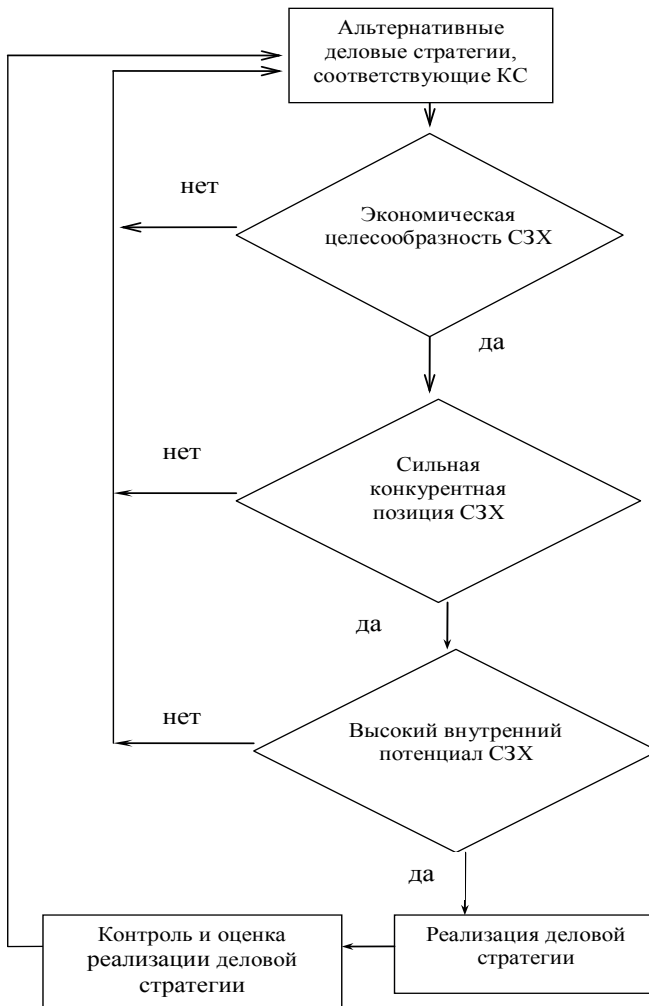 Альтернативные
деловые стратегии,
соответствующие КС
нет
Экономическая
целесообразность СЗХ
да
нет
Сильная
конкурентная
позиция СЗХ
да
нет
Высокий внутренний
потенциал СЗХ
да
Контроль и оценка
реализации деловой
стратегии
Реализация деловой
стратегии